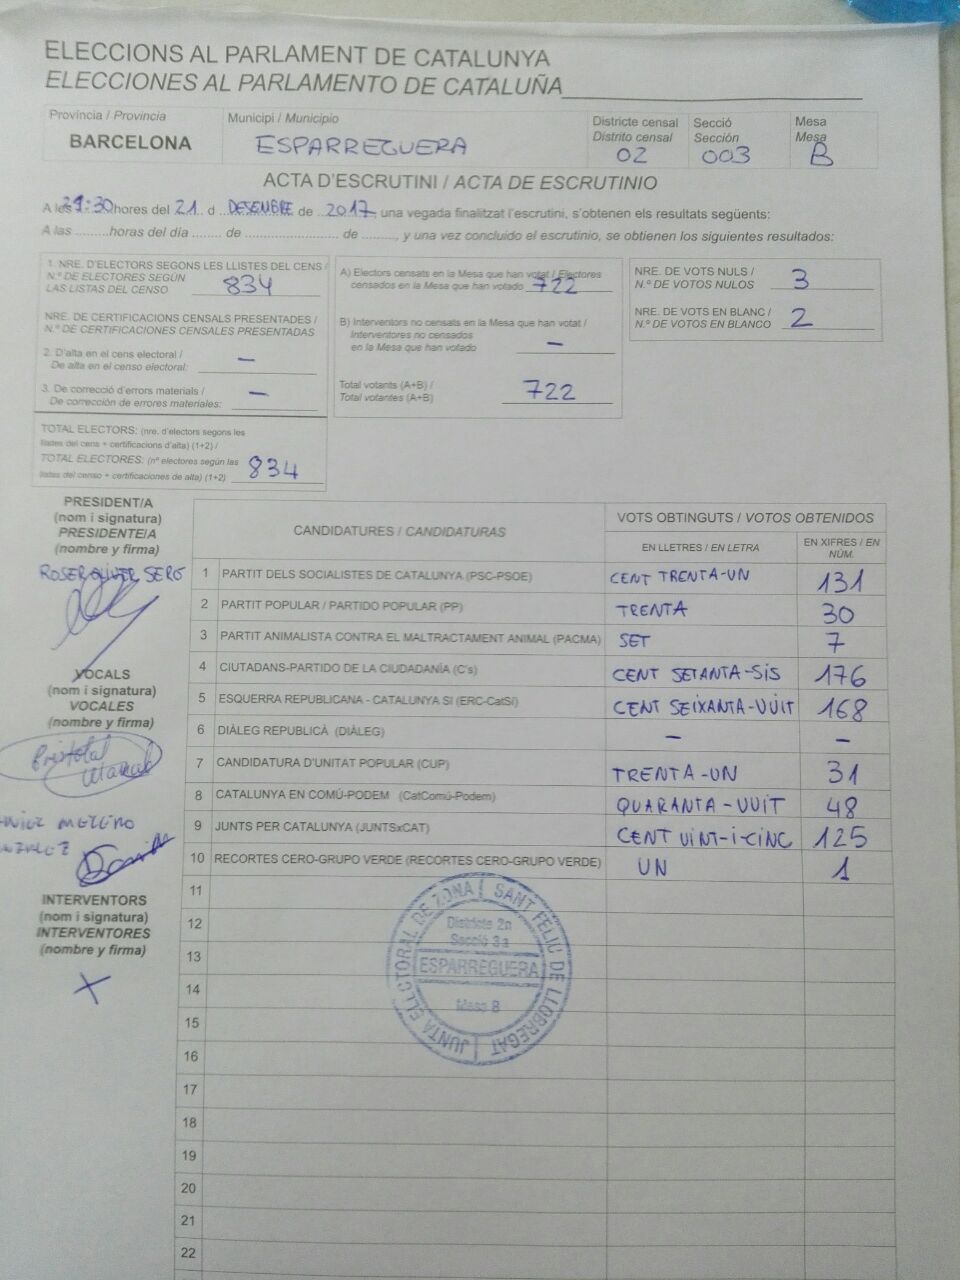 ELECCIONS AL PARLAMENT DE CATALUNYA
ELECCIONES AL PARLAMENTO DE CATALUÑA
Província / Provincia
BARCELONA
Municipi / Municipio
ESPARREGUERA
Districte censal
Distrito censal
02
Secció
Sección
003
Mesa
Mesa
B
ACTA D'ESCRUTINI / ACTA DE ESCRUTINIO
A les 21:30 hores del 21 d DESEMBRE de 2017, una vegada finalitzat l'escrutini, s'obtenen els resultats següents:
A las .........horas del día ........ de ......................... de ........., y una vez concluido el escrutinio, se obtienen los siguientes resultados:
1. NRE. D'ELECTORS SEGONS LES LLISTES DEL CENS /
N.º DE ELECTORES SEGÚN
LAS LISTAS DEL CENSO 834
NRE. DE CERTIFICACIONS CENSALS PRESENTADES /
N.º DE CERTIFICACIONES CENSALES PRESENTADAS
2. D'alta en el cens electoral / –
De alta en el censo electoral:
3. De correcció d'errors materials / –
De corrección de errores materiales:
TOTAL ELECTORS: (nre. d'electors segons les
llistes del cens + certificacions d'alta) (1+2) /
TOTAL ELECTORES: (nº electores según las 834
listas del censo + certificaciones de alta) (1+2)
A) Electors censats en la Mesa que han votat / Electores
censados en la Mesa que han votado 722
B) Interventors no censats en la Mesa que han votat /
Interventores no censados
en la Mesa que han votado –
Total votants (A+B) /
Total votantes (A+B) 722
NRE. DE VOTS NULS /
N.º DE VOTOS NULOS 3
NRE. DE VOTS EN BLANC /
N.º DE VOTOS EN BLANCO 2
PRESIDENT/A
(nom i signatura)
PRESIDENTE/A
(nombre y firma)
ROSER OLIVER SERO
VOCALS
(nom i signatura)
VOCALES
(nombre y firma)
MORENO
INTERVENTORS
(nom i signatura)
INTERVENTORES
(nombre y firma)
CANDIDATURES / CANDIDATURAS
VOTS OBTINGUTS / VOTOS OBTENIDOS
EN LLETRES / EN LETRA
EN XIFRES / EN NÚM.
1 PARTIT DELS SOCIALISTES DE CATALUNYA (PSC-PSOE) CENT TRENTA-UN 131
2 PARTIT POPULAR / PARTIDO POPULAR (PP) TRENTA 30
3 PARTIT ANIMALISTA CONTRA EL MALTRACTAMENT ANIMAL (PACMA) SET 7
4 CIUTADANS-PARTIDO DE LA CIUDADANÍA (C's) CENT SETANTA-SIS 176
5 ESQUERRA REPUBLICANA - CATALUNYA SÍ (ERC-CatSí) CENT SEIXANTA-VUIT 168
6 DIÀLEG REPUBLICÀ (DIÀLEG) – –
7 CANDIDATURA D'UNITAT POPULAR (CUP) TRENTA-UN 31
8 CATALUNYA EN COMÚ-PODEM (CatComú-Podem) QUARANTA-VUIT 48
9 JUNTS PER CATALUNYA (JUNTSxCAT) CENT VINT-I-CINC 125
10 RECORTES CERO-GRUPO VERDE (RECORTES CERO-GRUPO VERDE) UN 1
11
12
13
14
15
16
17
18
19
20
21
22
JUNTA ELECTORAL DE ZONA
SANT FELIU DE LLOBREGAT
Districte 2n
Secció 3a
ESPARREGUERA
Mesa B